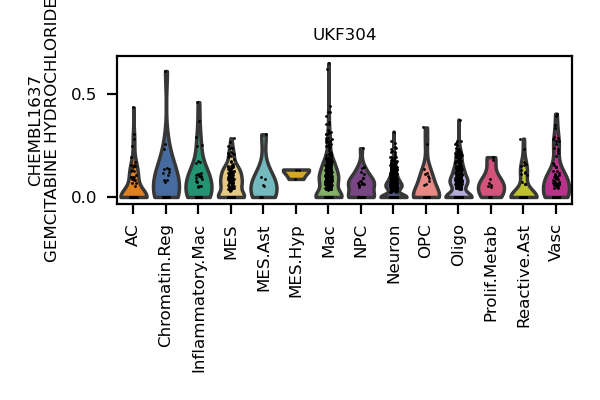 UKF304
CHEMBL1637
GEMCITABINE HYDROCHLORIDE
0.5
0.0
AC
Chromatin.Reg
Inflammatory.Mac
MES
MES.Ast
MES.Hyp
Mac
NPC
Neuron
OPC
Oligo
Prolif.Metab
Reactive.Ast
Vasc